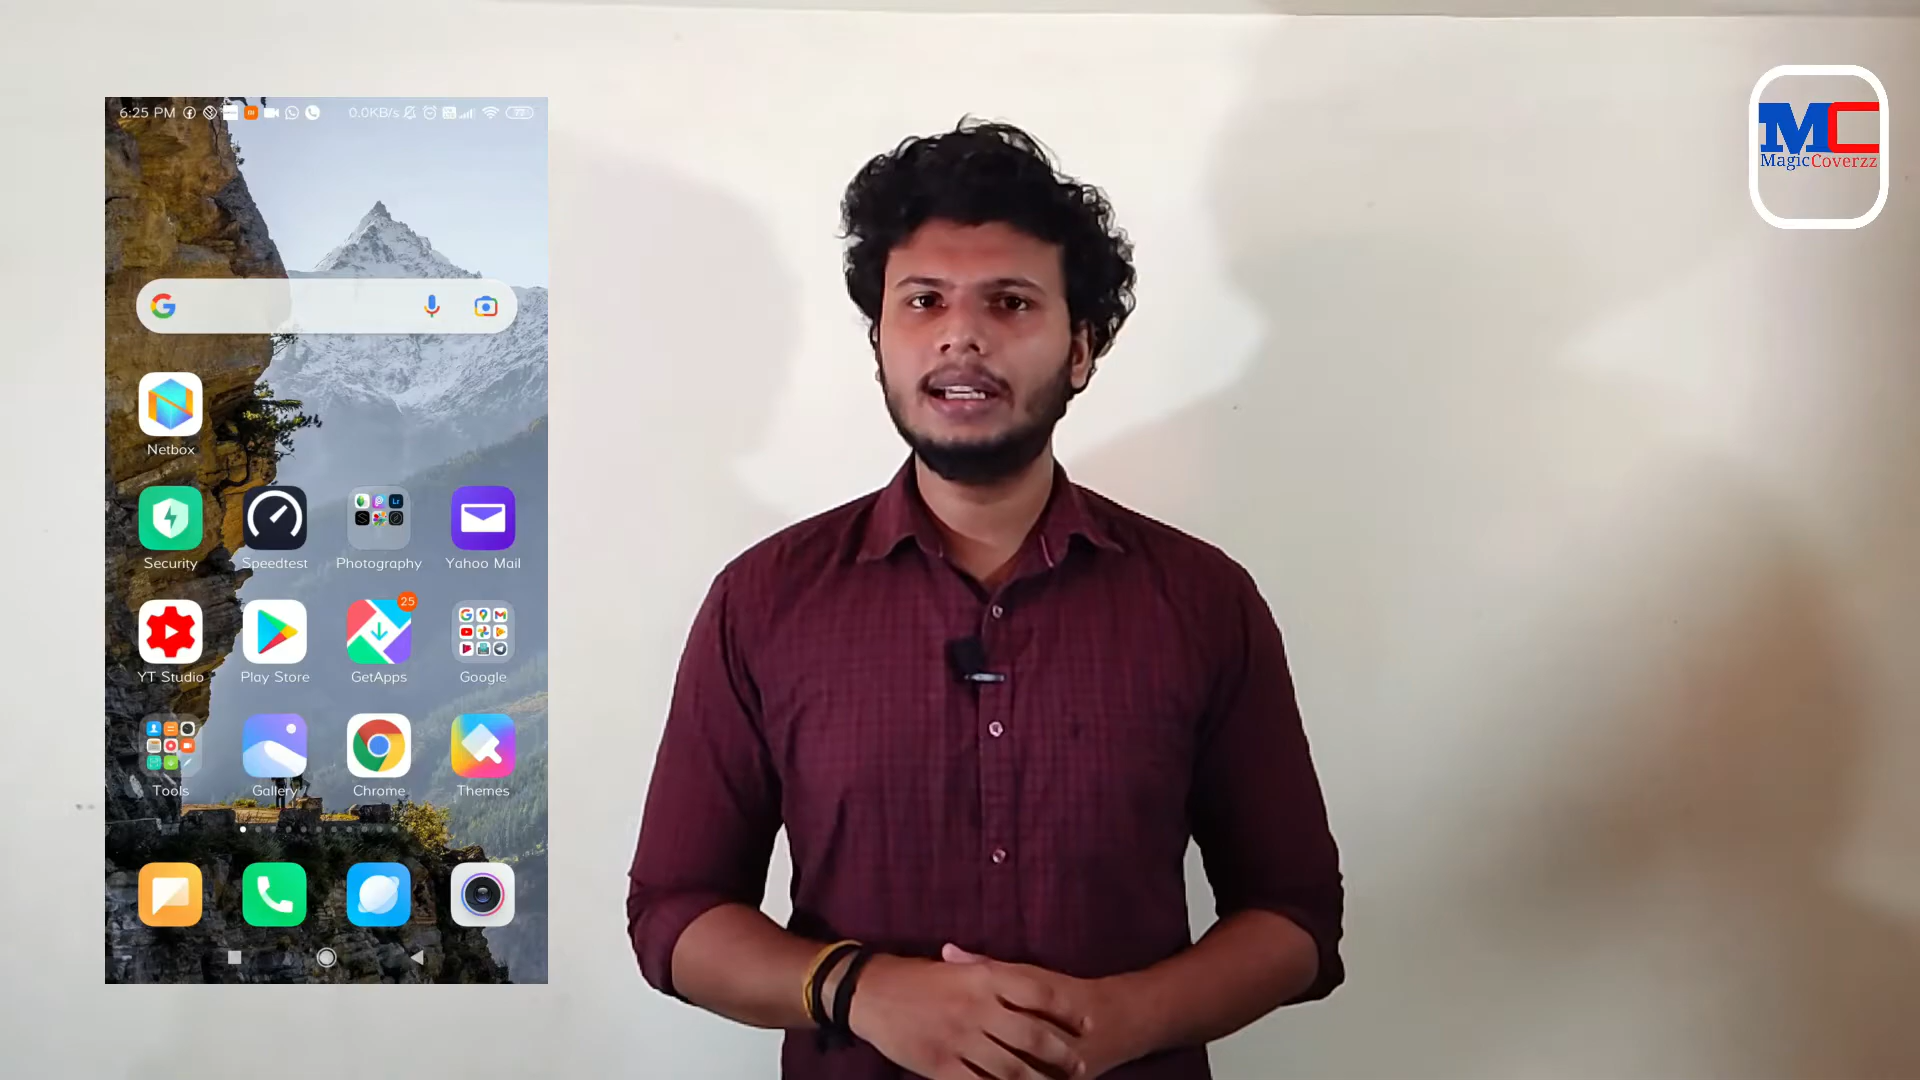 6:25 PM
0.0KB/s
Netbox
Security
Speedtest
Photography
Yahoo Mail
Lr
25
YT Studio
Play Store
GetApps
Google
Tools
Gallery
Chrome
Themes
MC
MagicCoverzz